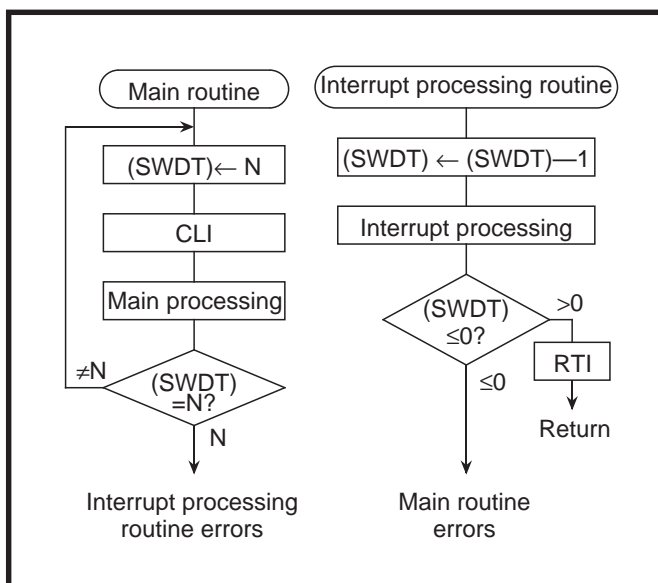 Main routine
(SWDT)← N
CLI
Main processing
≠N
(SWDT)
=N?
N
Interrupt processing
routine errors
Interrupt processing routine
(SWDT) ← (SWDT)—1
Interrupt processing
(SWDT)
≤0?
>0
RTI
Return
≤0
Main routine
errors